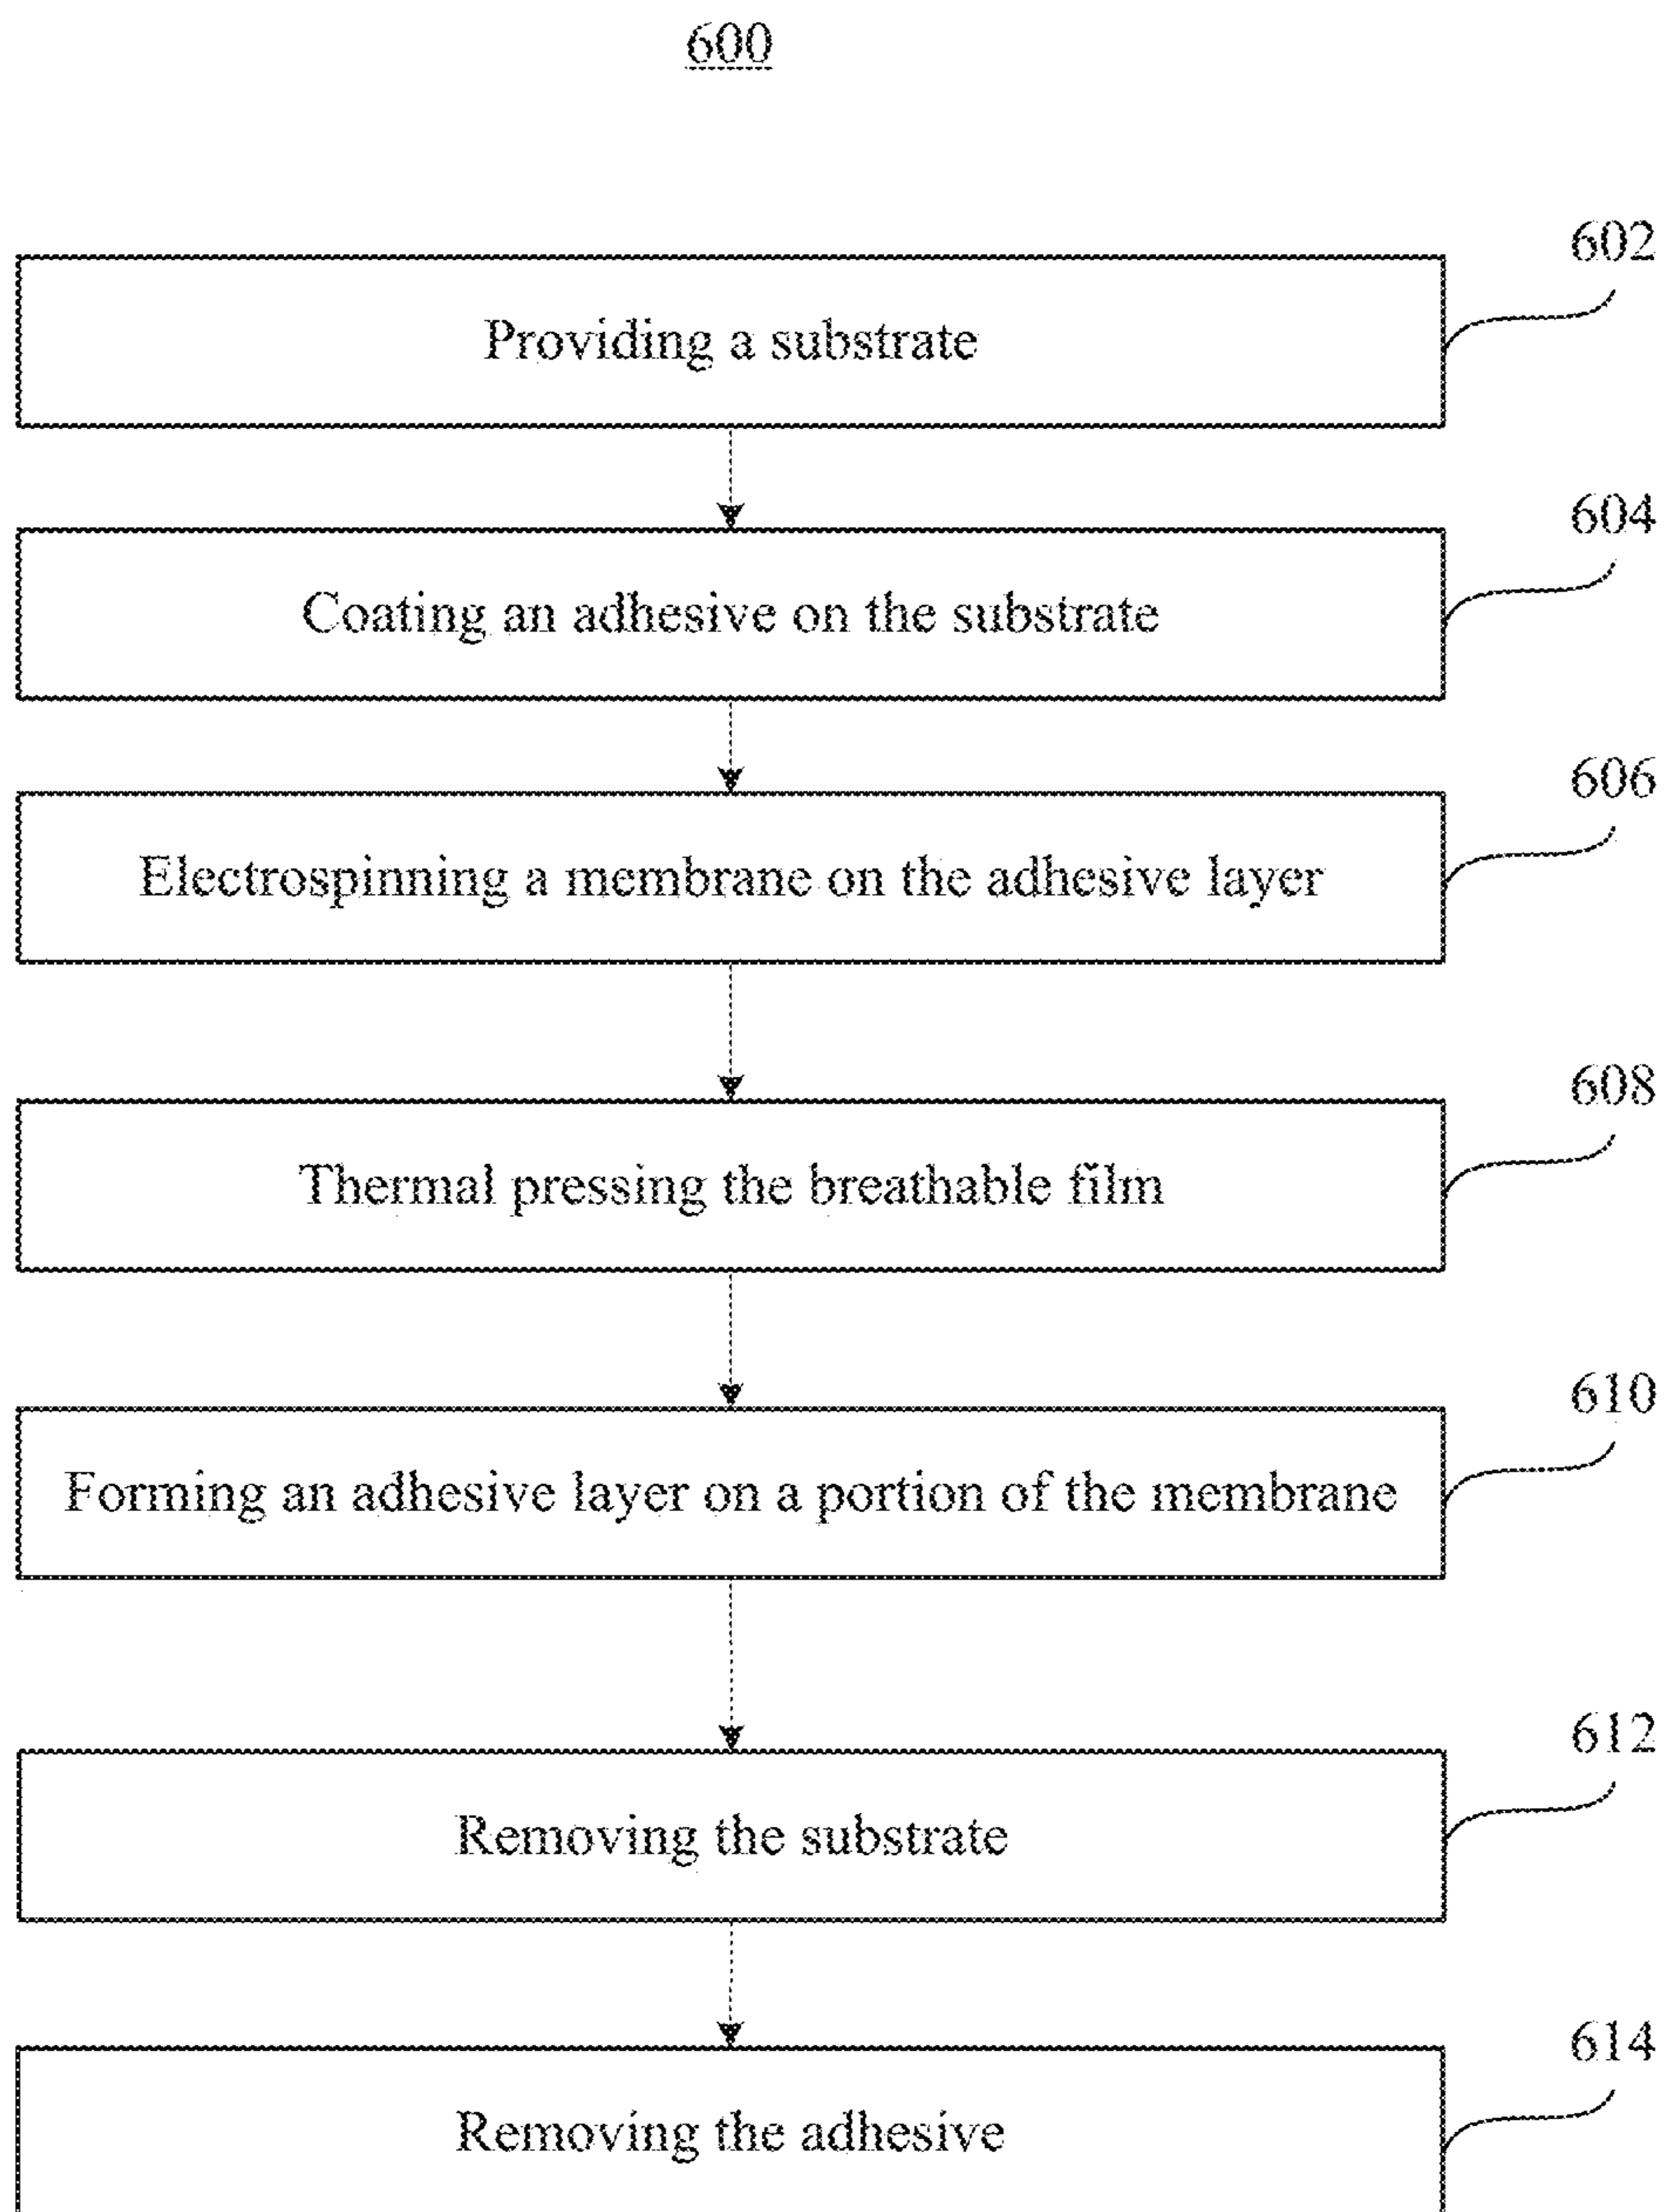 600
602
Providing a substrate
604
Coating an adhesive on the substrate
606
Electrospinning a membrane on the adhesive layer
608
Thermal pressing the breathable film
610
Forming an adhesive layer on a portion of the membrane
612
Removing the substrate
614
Removing the adhesive